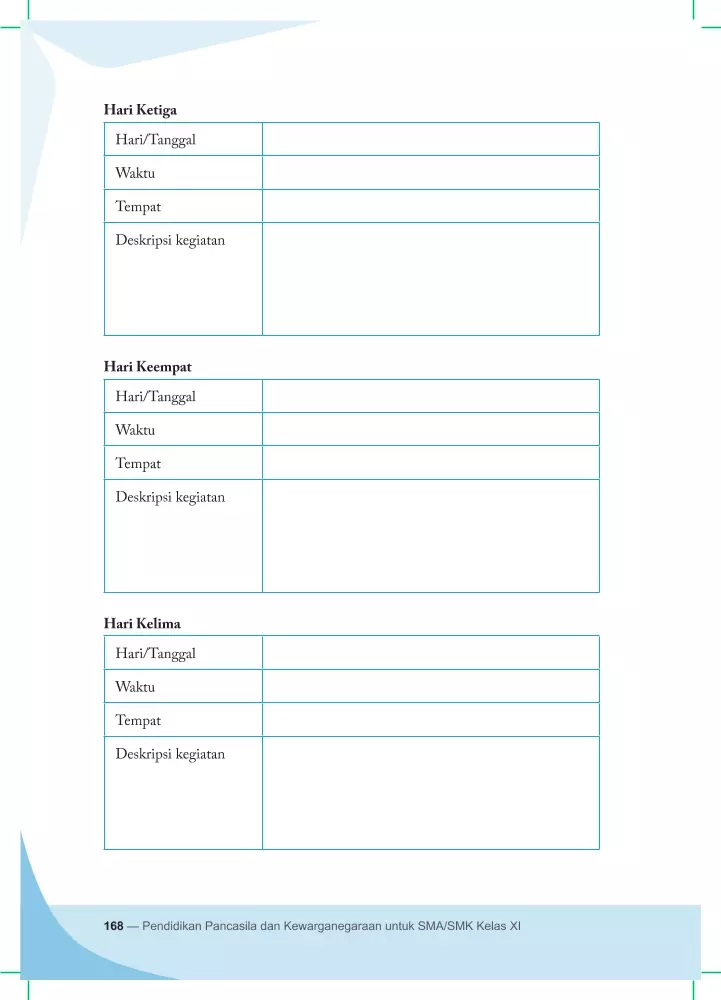 Hari Ketiga
Hari/Tanggal
Waktu
Tempat
Deskripsi kegiatan
Hari Keempat
Hari/Tanggal
Waktu
Tempat
Deskripsi kegiatan
Hari Kelima
Hari/Tanggal
Waktu
Tempat
Deskripsi kegiatan
168 — Pendidikan Pancasila dan Kewarganegaraan untuk SMA/SMK Kelas XI